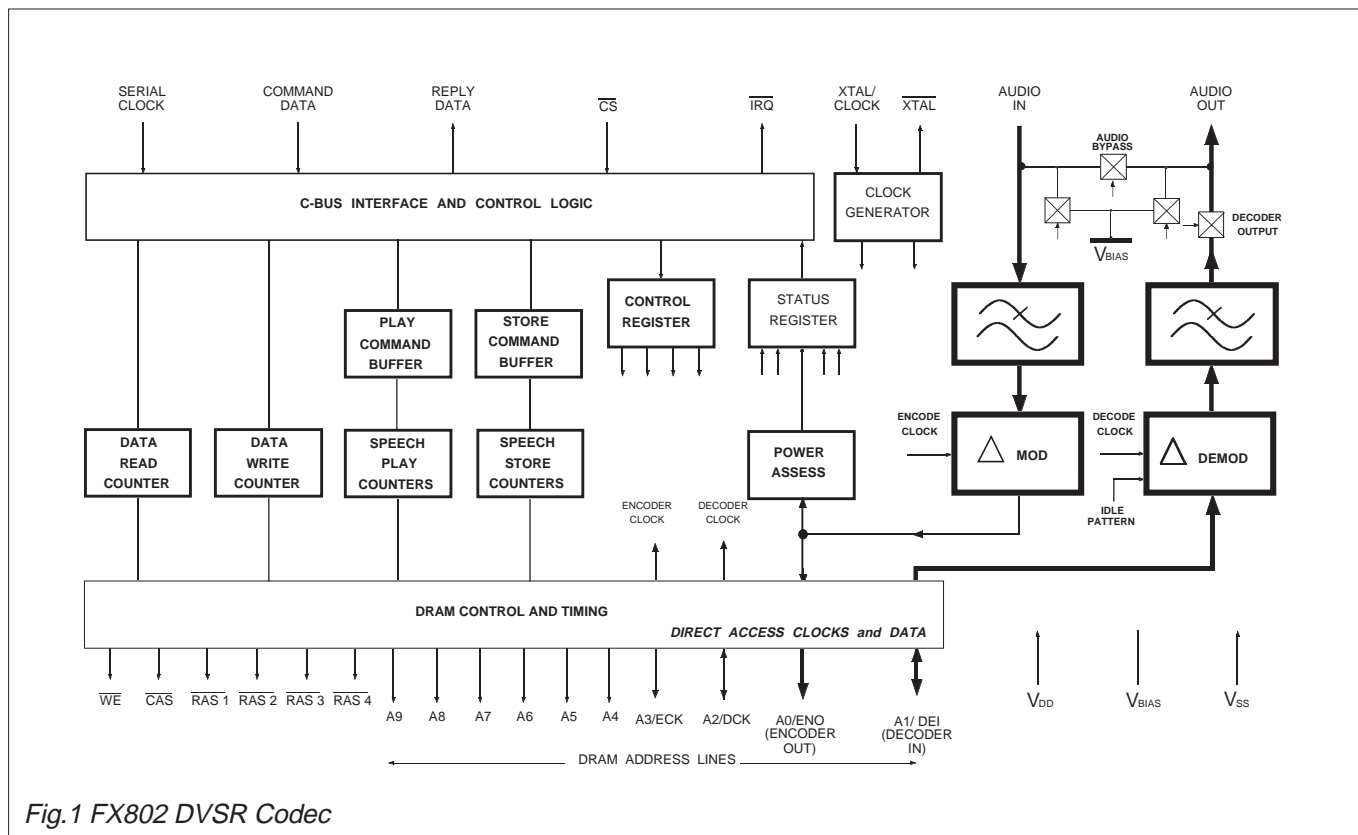 SERIAL CLOCK
COMMAND DATA
REPLY DATA
CS
IRQ
XTAL/ CLOCK
XTAL
AUDIO IN
AUDIO OUT
AUDIO BYPASS
C-BUS INTERFACE AND CONTROL LOGIC
CLOCK GENERATOR
DECODER OUTPUT
VBIAS
PLAY COMMAND BUFFER
STORE COMMAND BUFFER
CONTROL REGISTER
STATUS REGISTER
DATA READ COUNTER
DATA WRITE COUNTER
SPEECH PLAY COUNTERS
SPEECH STORE COUNTERS
POWER ASSESS
ENCODE CLOCK
MOD
DECODE CLOCK
DEMOD
IDLE PATTERN
ENCODER CLOCK
DECODER CLOCK
DRAM CONTROL AND TIMING
DIRECT ACCESS CLOCKS and DATA
WE
CAS
RAS 1
RAS 2
RAS 3
RAS 4
A9
A8
A7
A6
A5
A4
A3/ECK
A2/DCK
A0/ENO (ENCODER OUT)
A1/ DEI (DECODER IN)
VDD
VBIAS
VSS
DRAM ADDRESS LINES
Fig.1 FX802 DVSR Codec